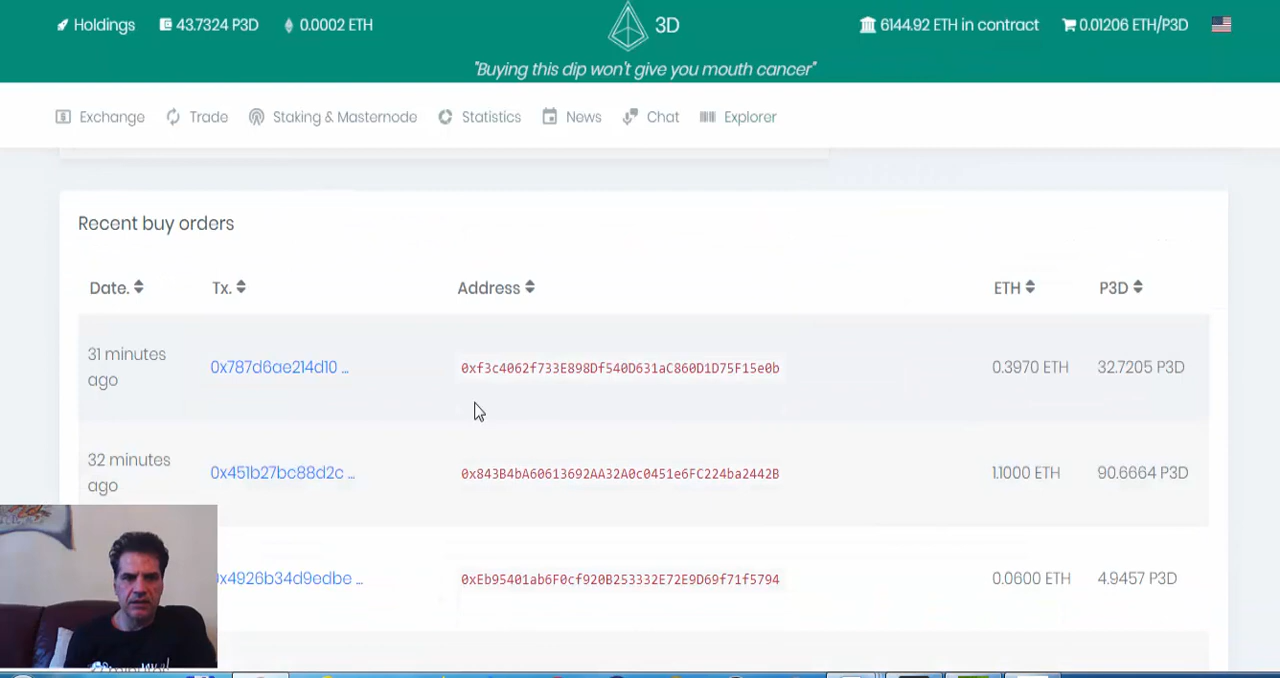 Holdings 43.7324 P3D 0.0002 ETH 3D 6144.92 ETH in contract 0.01206 ETH/P3D
"Buying this dip won't give you mouth cancer"
Exchange Trade Staking & Masternode Statistics News Chat Explorer
Recent buy orders
Date. Tx. Address ETH P3D
31 minutes
ago
0x787d6ae214d10 ... 0xf3c4062f733E898Df540D631aC860D1D75F15e0b 0.3970 ETH 32.7205 P3D
32 minutes
ago
0x451b27bc88d2c ... 0x843B4bA60613692AA32A0c0451e6FC224ba2442B 1.1000 ETH 90.6664 P3D
0x4926b34d9edbe ... 0xEb95401ab6F0cf920B253332E72E9D69f71f5794 0.0600 ETH 4.9457 P3D